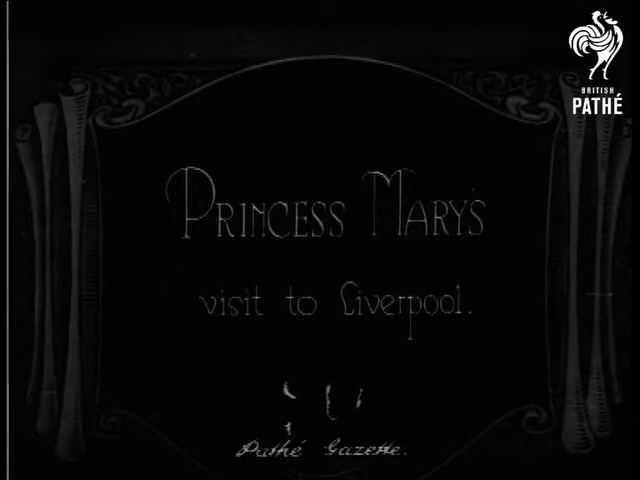 BRITISH
PATHÉ
PRINCESS MARY'S
visit to Liverpool.
Pathé Gazette.